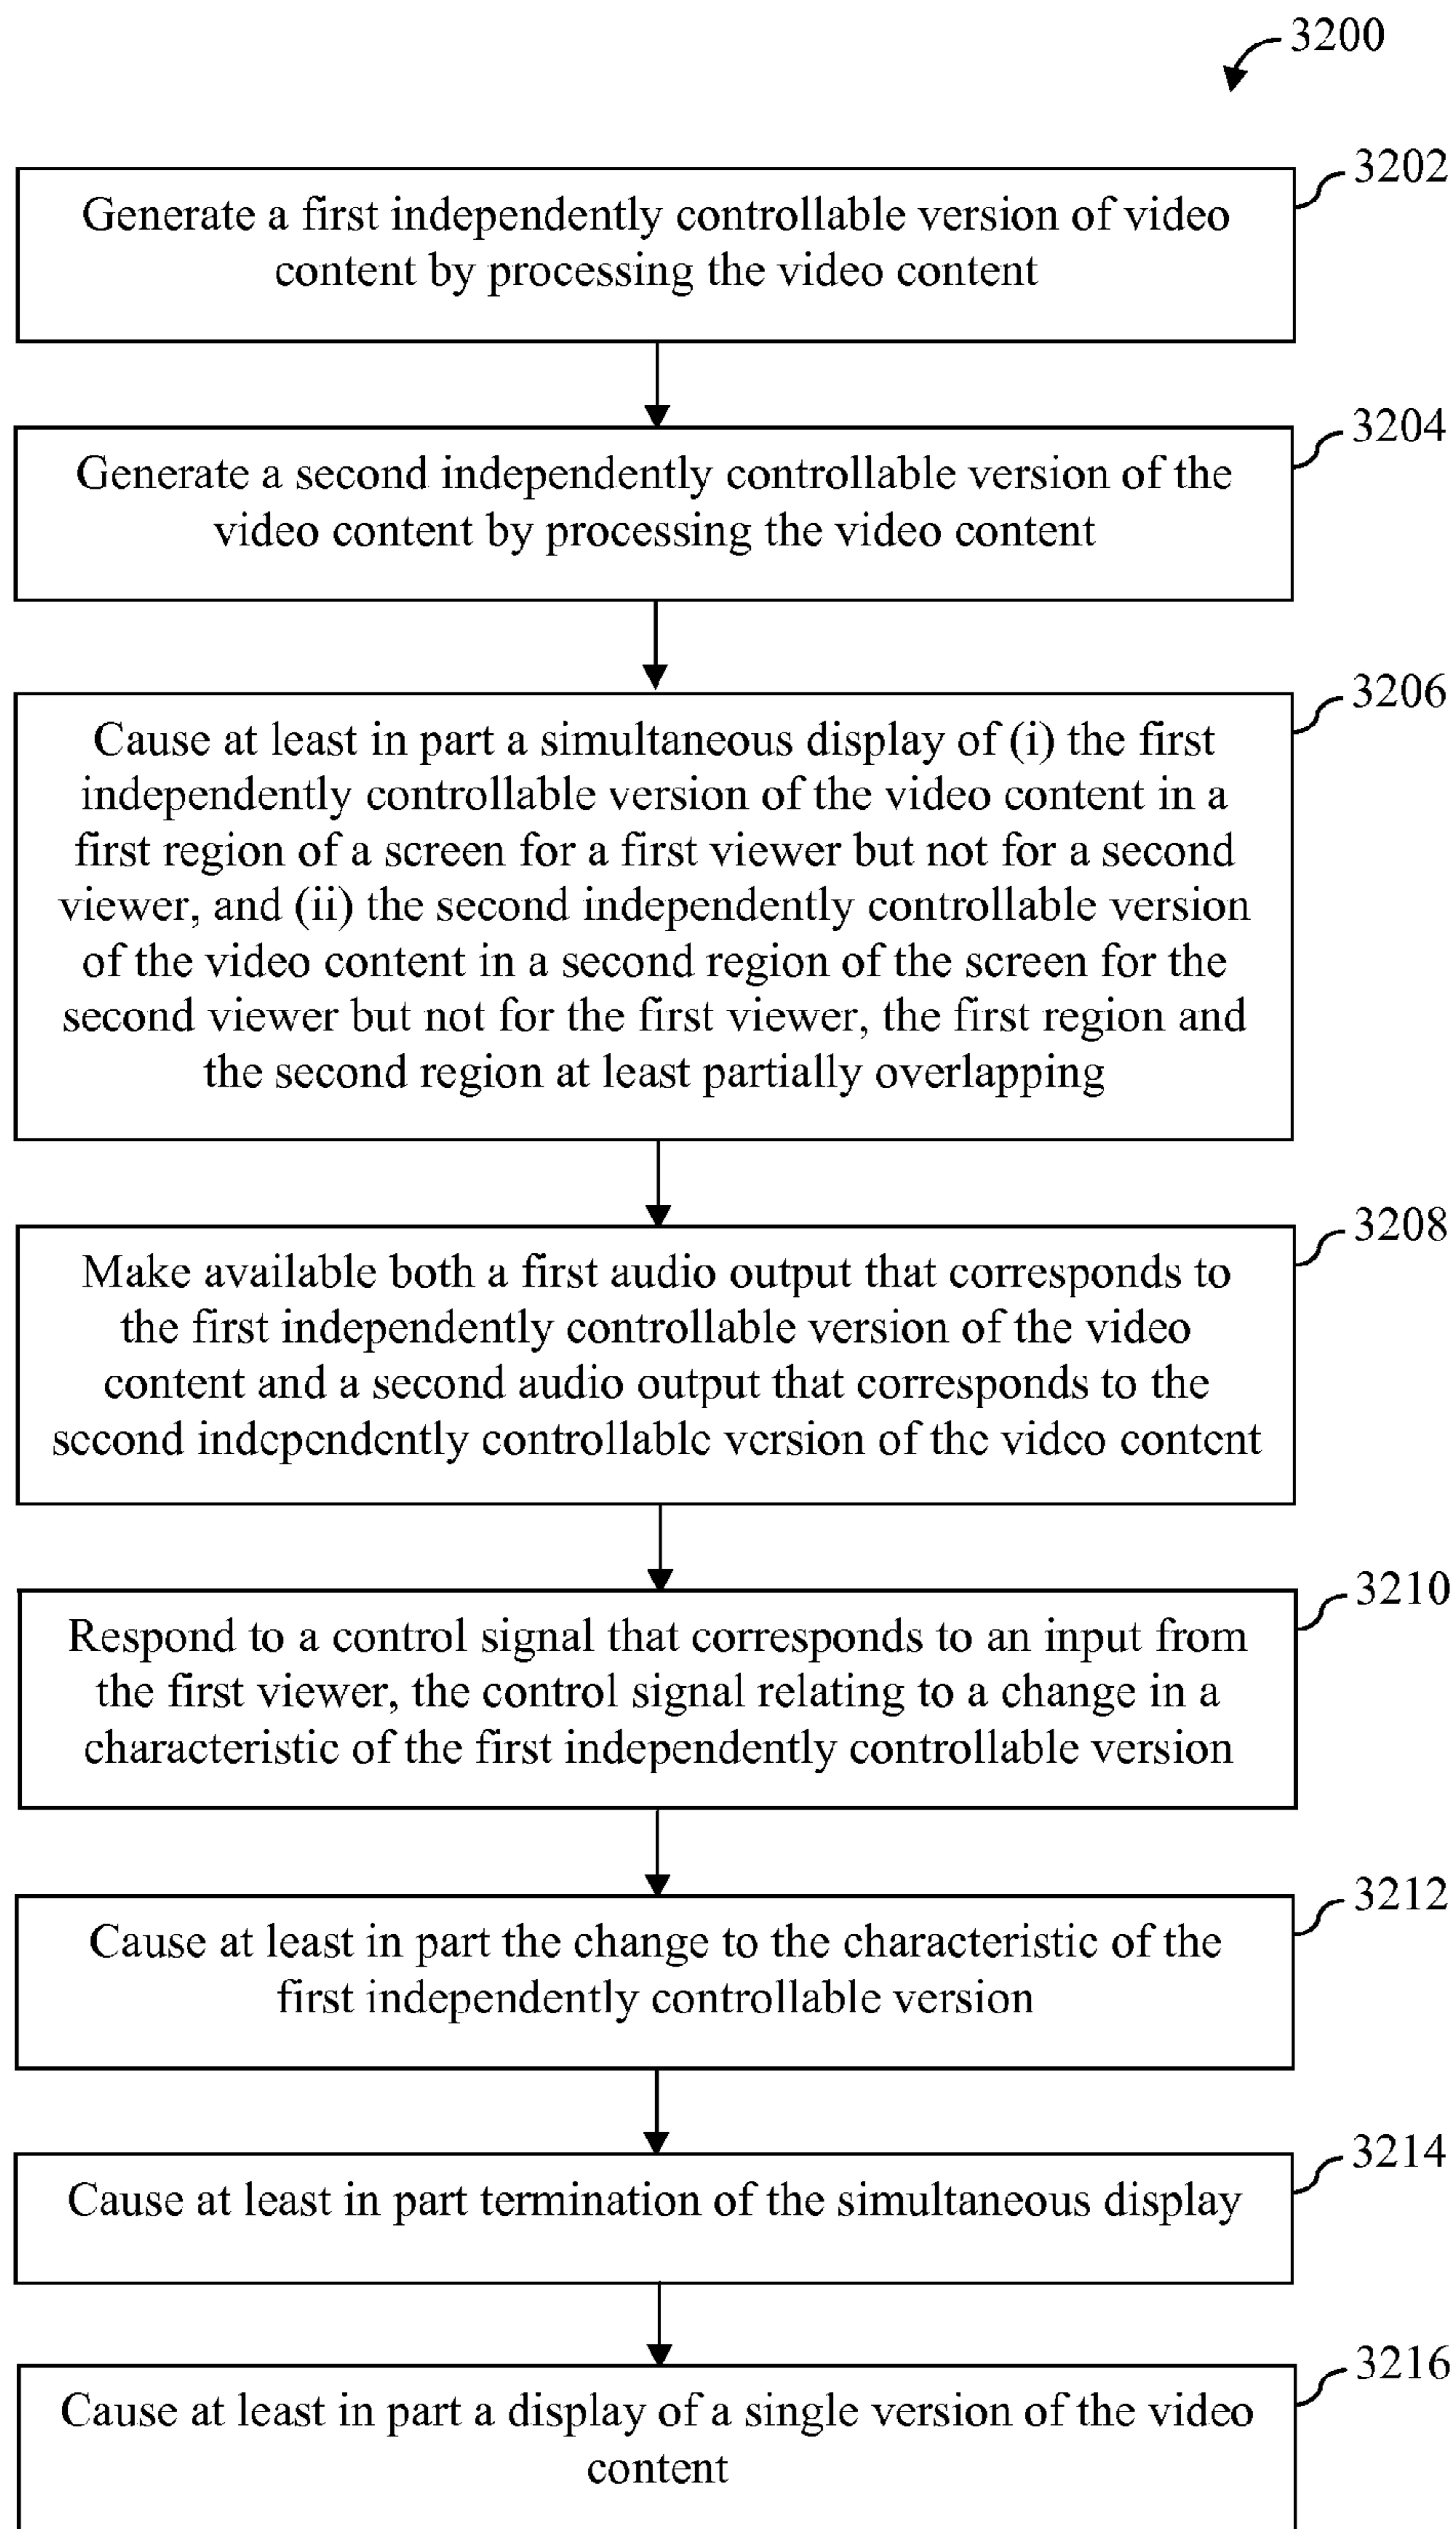 3200
3202
Generate a first independently controllable version of video
content by processing the video content
3204
Generate a second independently controllable version of the
video content by processing the video content
3206
Cause at least in part a simultaneous display of (i) the first
independently controllable version of the video content in a
first region of a screen for a first viewer but not for a second
viewer, and (ii) the second independently controllable version
of the video content in a second region of the screen for the
second viewer but not for the first viewer, the first region and
the second region at least partially overlapping
3208
Make available both a first audio output that corresponds to
the first independently controllable version of the video
content and a second audio output that corresponds to the
second independently controllable version of the video content
3210
Respond to a control signal that corresponds to an input from
the first viewer, the control signal relating to a change in a
characteristic of the first independently controllable version
3212
Cause at least in part the change to the characteristic of the
first independently controllable version
3214
Cause at least in part termination of the simultaneous display
3216
Cause at least in part a display of a single version of the video
content